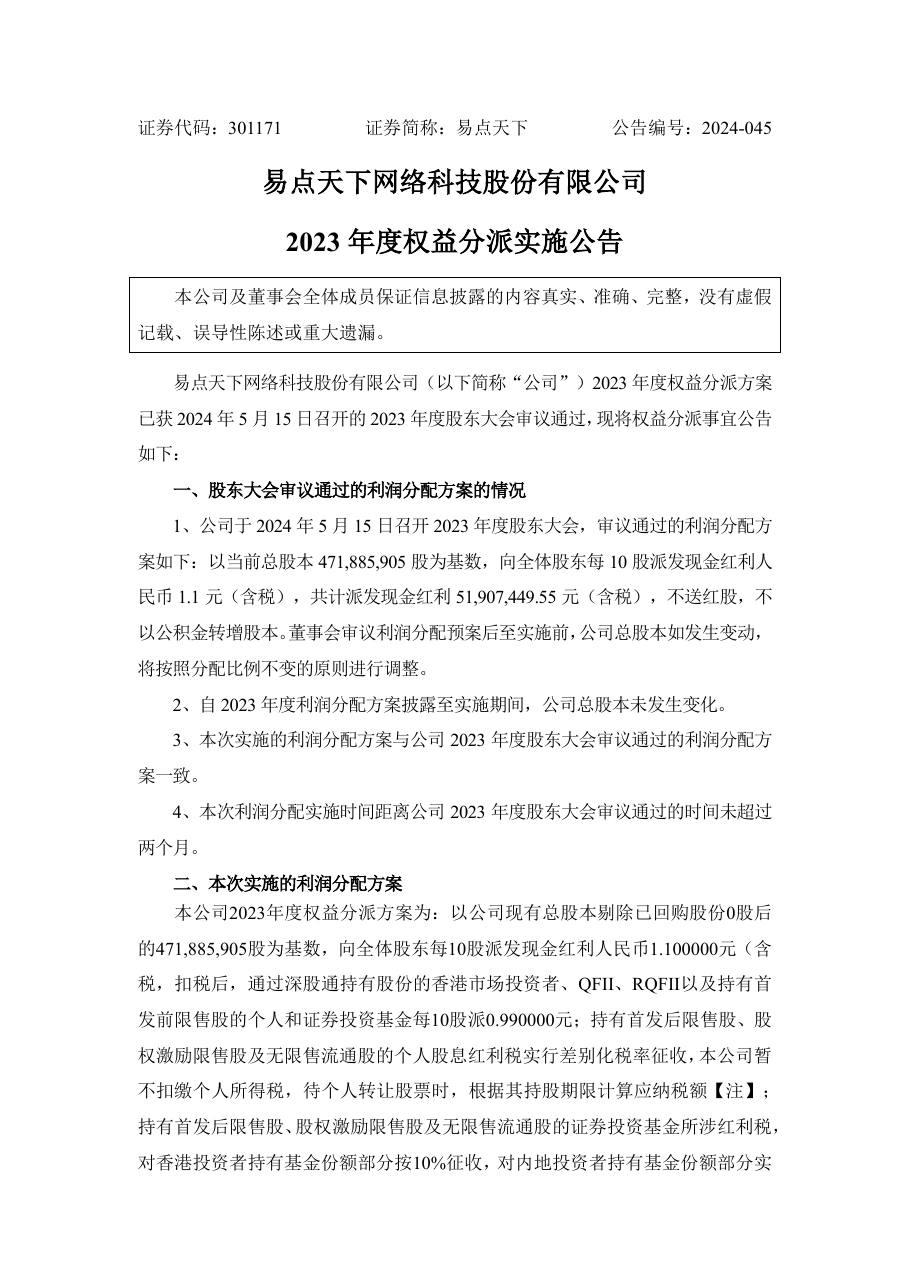 证券代码：301171 证券简称：易点天下 公告编号：2024-045
易点天下网络科技股份有限公司
2023 年度权益分派实施公告
本公司及董事会全体成员保证信息披露的内容真实、准确、完整，没有虚假
记载、误导性陈述或重大遗漏。
易点天下网络科技股份有限公司（以下简称“公司”）2023 年度权益分派方案
已获 2024 年 5 月 15 日召开的 2023 年度股东大会审议通过，现将权益分派事宜公告
如下：
一、股东大会审议通过的利润分配方案的情况
1、公司于 2024 年 5 月 15 日召开 2023 年度股东大会，审议通过的利润分配方
案如下：以当前总股本 471,885,905 股为基数，向全体股东每 10 股派发现金红利人
民币 1.1 元（含税），共计派发现金红利 51,907,449.55 元（含税），不送红股，不
以公积金转增股本。董事会审议利润分配预案后至实施前，公司总股本如发生变动，
将按照分配比例不变的原则进行调整。
2、自 2023 年度利润分配方案披露至实施期间，公司总股本未发生变化。
3、本次实施的利润分配方案与公司 2023 年度股东大会审议通过的利润分配方
案一致。
4、本次利润分配实施时间距离公司 2023 年度股东大会审议通过的时间未超过
两个月。
二、本次实施的利润分配方案
本公司2023年度权益分派方案为：以公司现有总股本剔除已回购股份0股后
的471,885,905股为基数，向全体股东每10股派发现金红利人民币1.100000元（含
税，扣税后，通过深股通持有股份的香港市场投资者、QFII、RQFII以及持有首
发前限售股的个人和证券投资基金每10股派0.990000元；持有首发后限售股、股
权激励限售股及无限售流通股的个人股息红利税实行差别化税率征收，本公司暂
不扣缴个人所得税，待个人转让股票时，根据其持股期限计算应纳税额【注】；
持有首发后限售股、股权激励限售股及无限售流通股的证券投资基金所涉红利税，
对香港投资者持有基金份额部分按10%征收，对内地投资者持有基金份额部分实